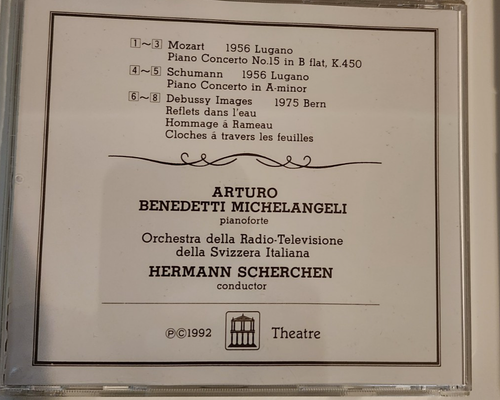 1~3 Mozart 1956 Lugano
Piano Concerto No.15 in B flat, K.450
4~5 Schumann 1956 Lugano
Piano Concerto in A-minor
6~8 Debussy Images 1975 Bern
Reflets dans l'eau
Hommage à Rameau
Cloches à travers les feuilles
ARTURO
BENEDETTI MICHELANGELI
pianoforte
Orchestra della Radio-Televisione
della Svizzera Italiana
HERMANN SCHERCHEN
conductor
℗©1992 Theatre